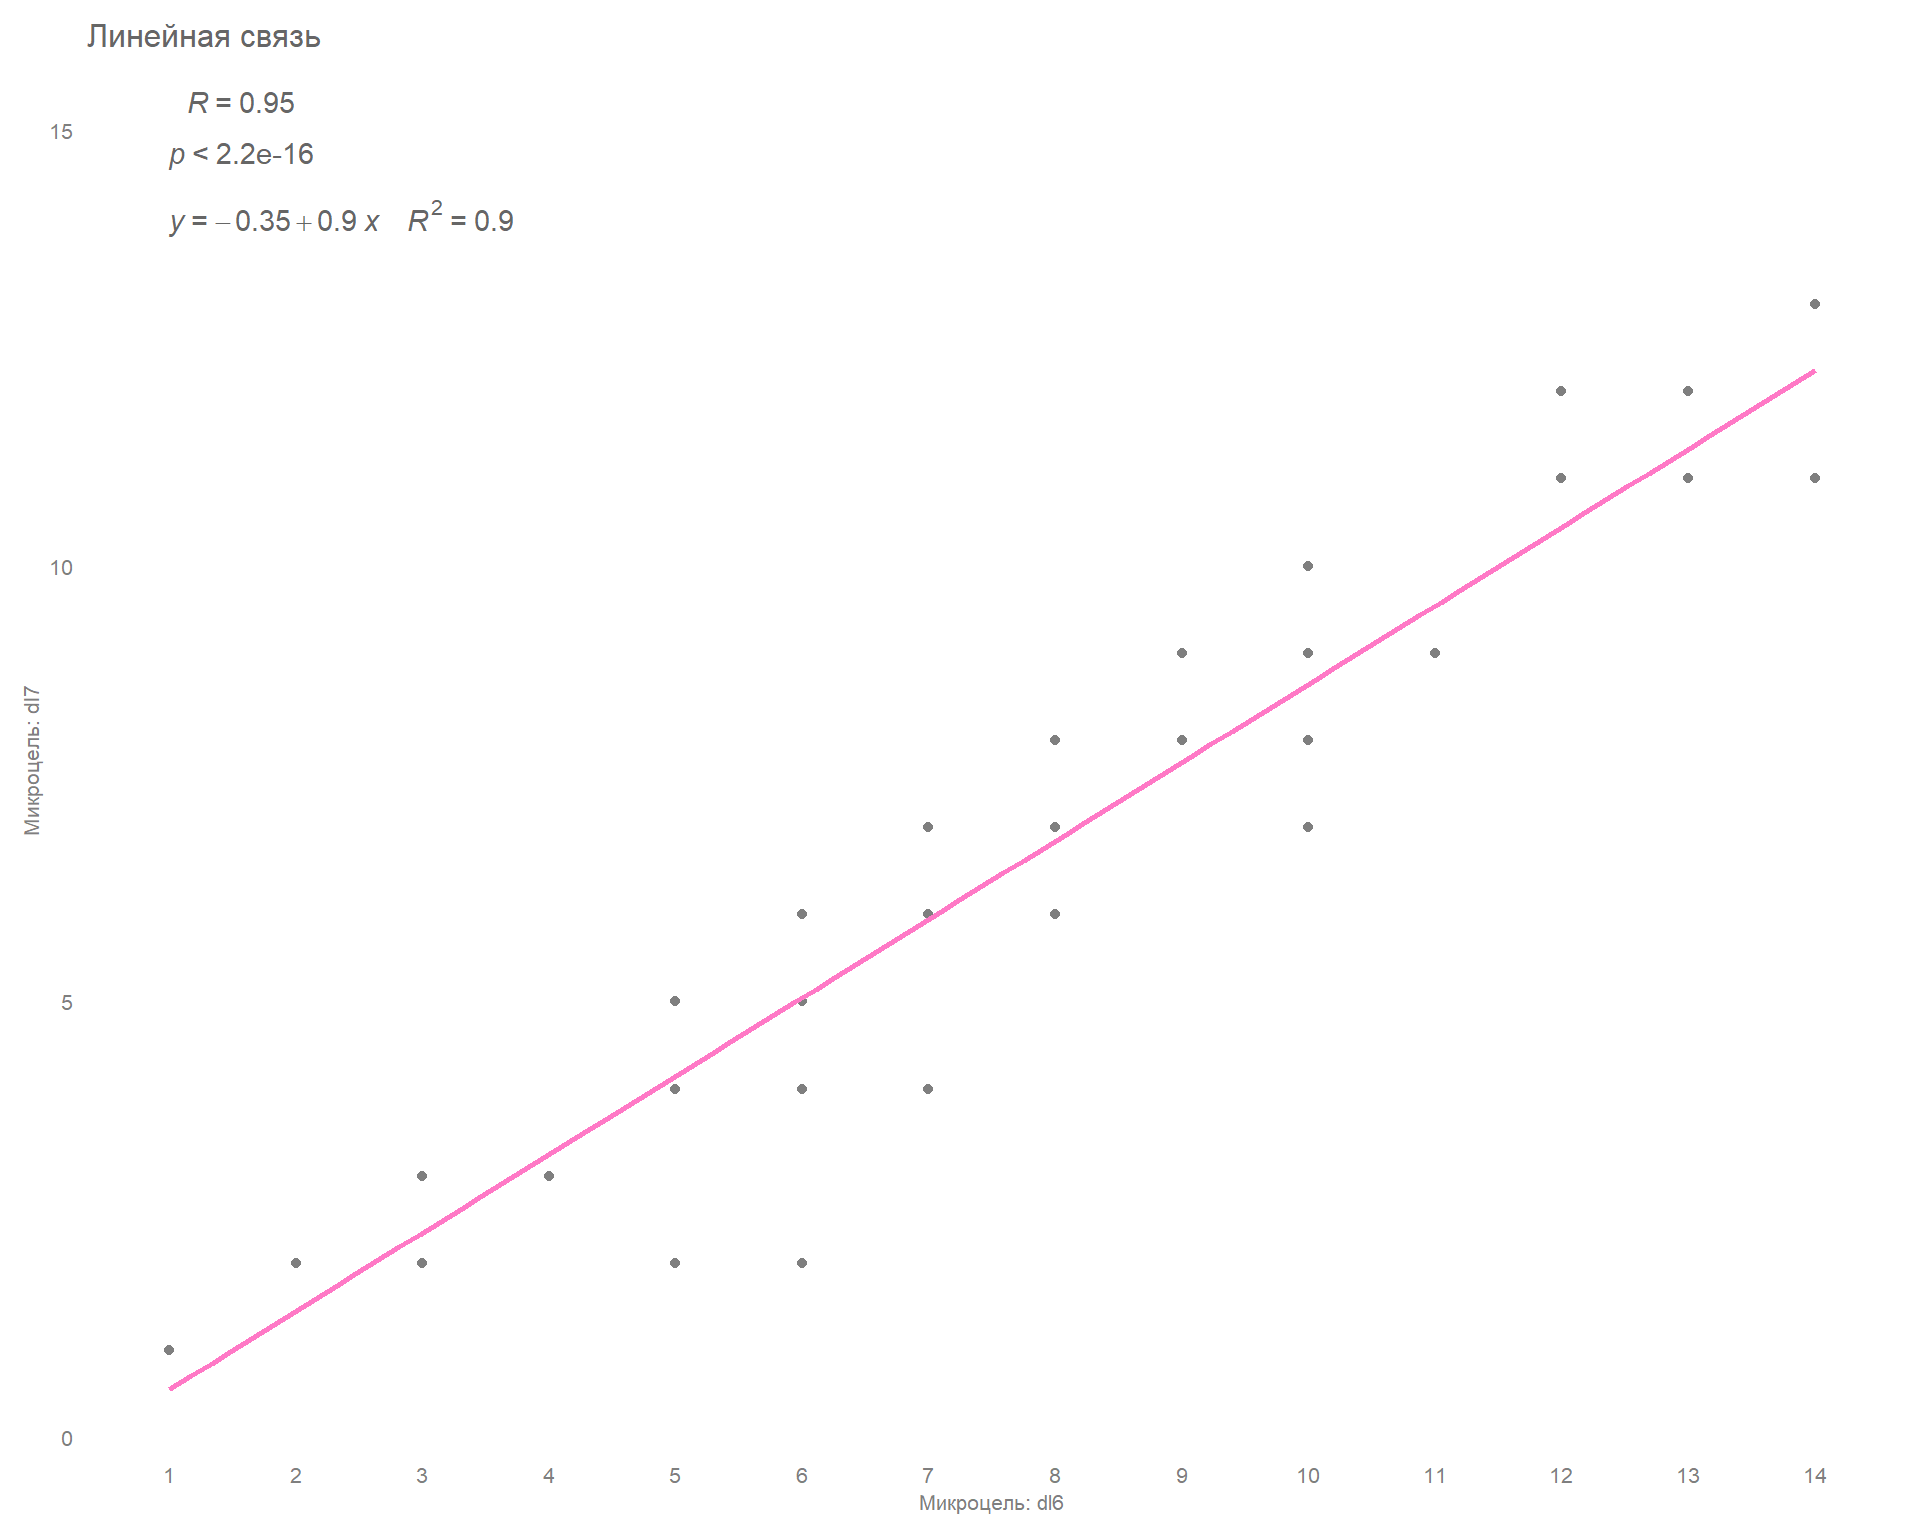 Линейная связь
R = 0.95
p < 2.2e-16
y = −0.35 + 0.9 x R² = 0.9
15
10
5
0
Микроцель: dl7
1 2 3 4 5 6 7 8 9 10 11 12 13 14
Микроцель: dl6